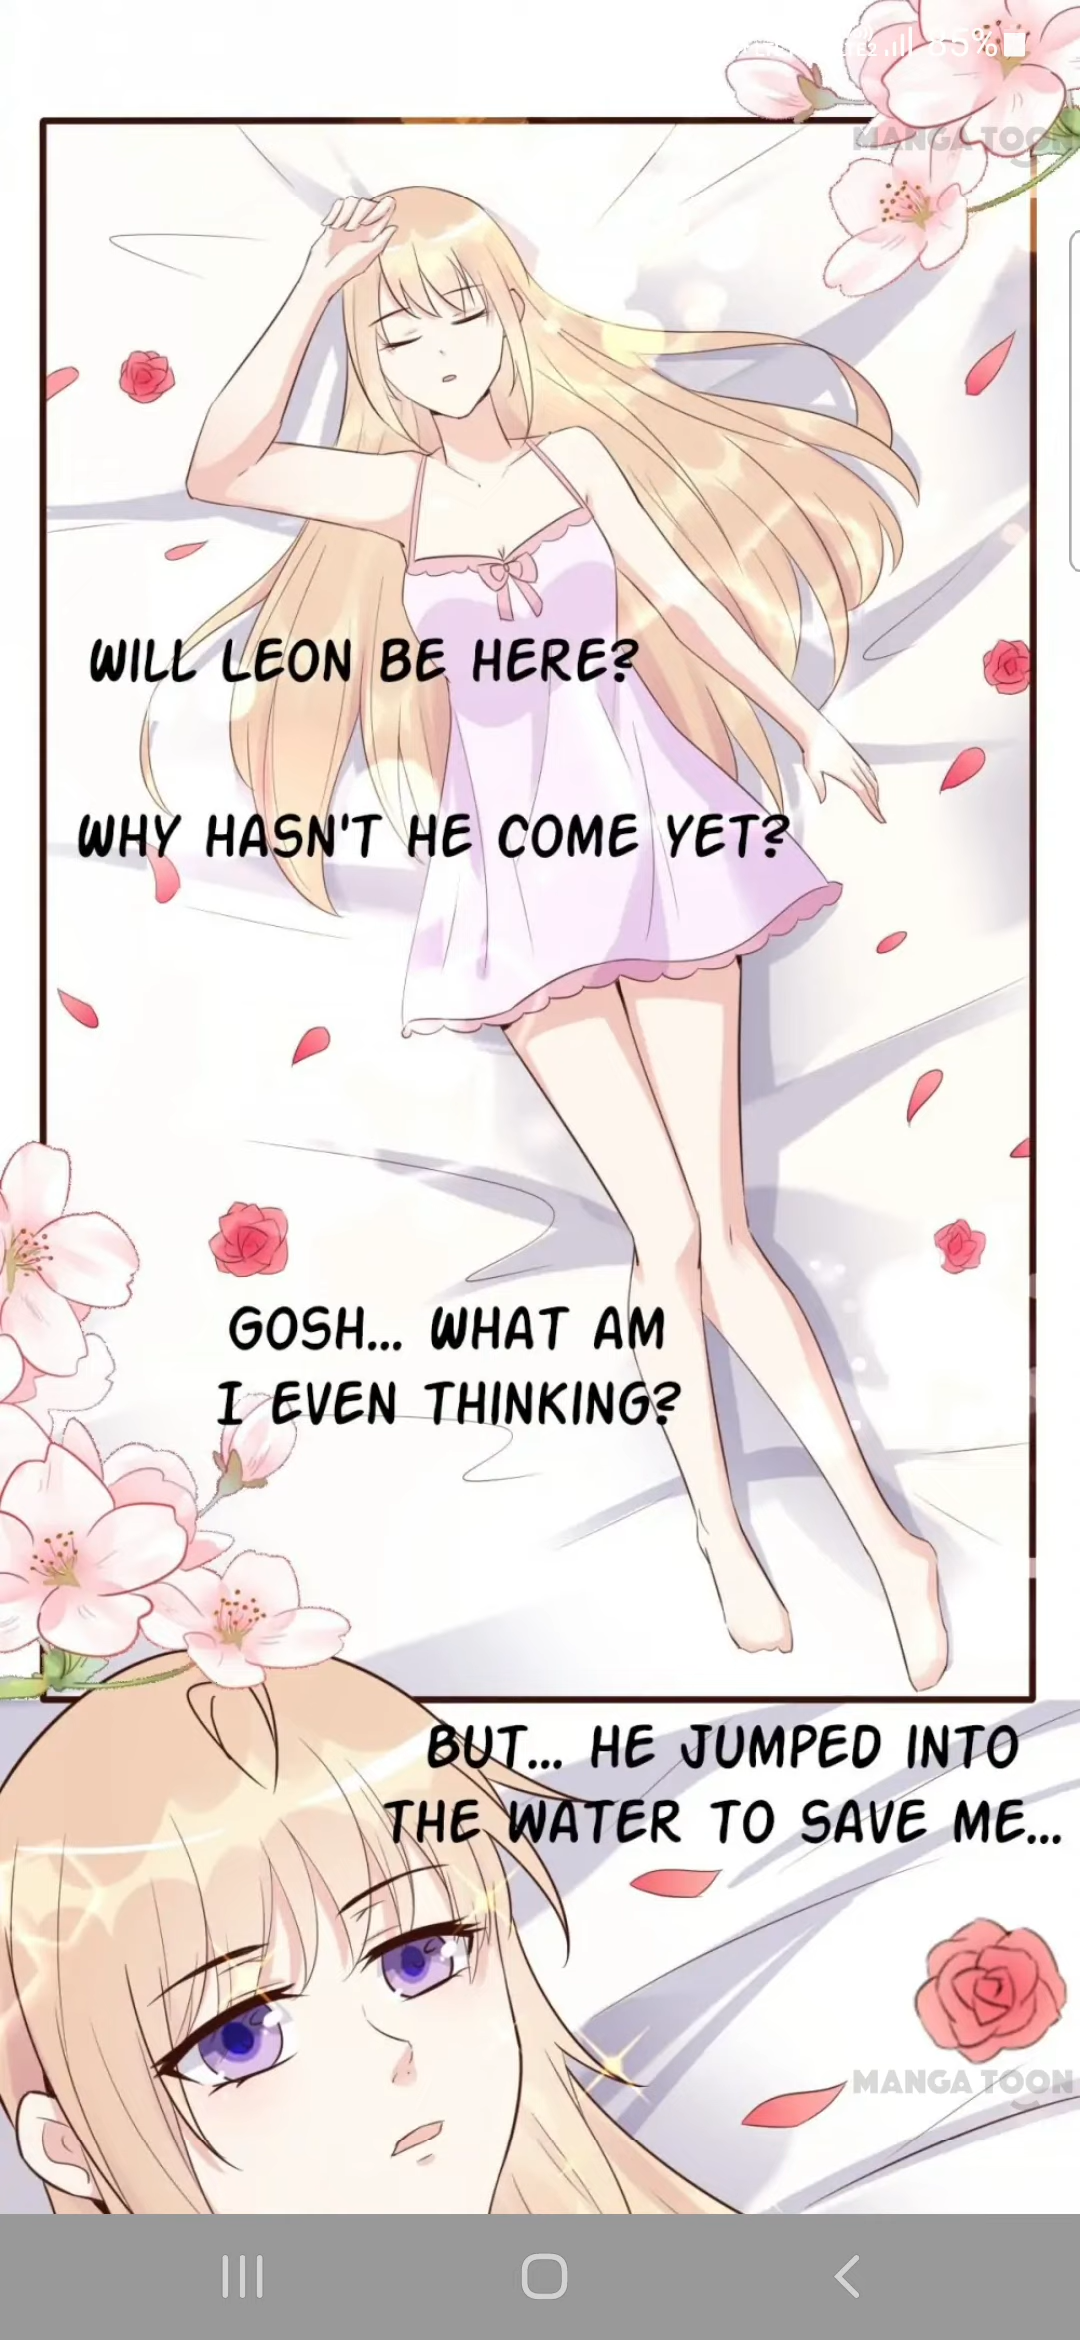 85%
MANGA TOON
WILL LEON BE HERE?
WHY HASN'T HE COME YET?
GOSH... WHAT AM
I EVEN THINKING?
BUT... HE JUMPED INTO
THE WATER TO SAVE ME...
MANGA TOON